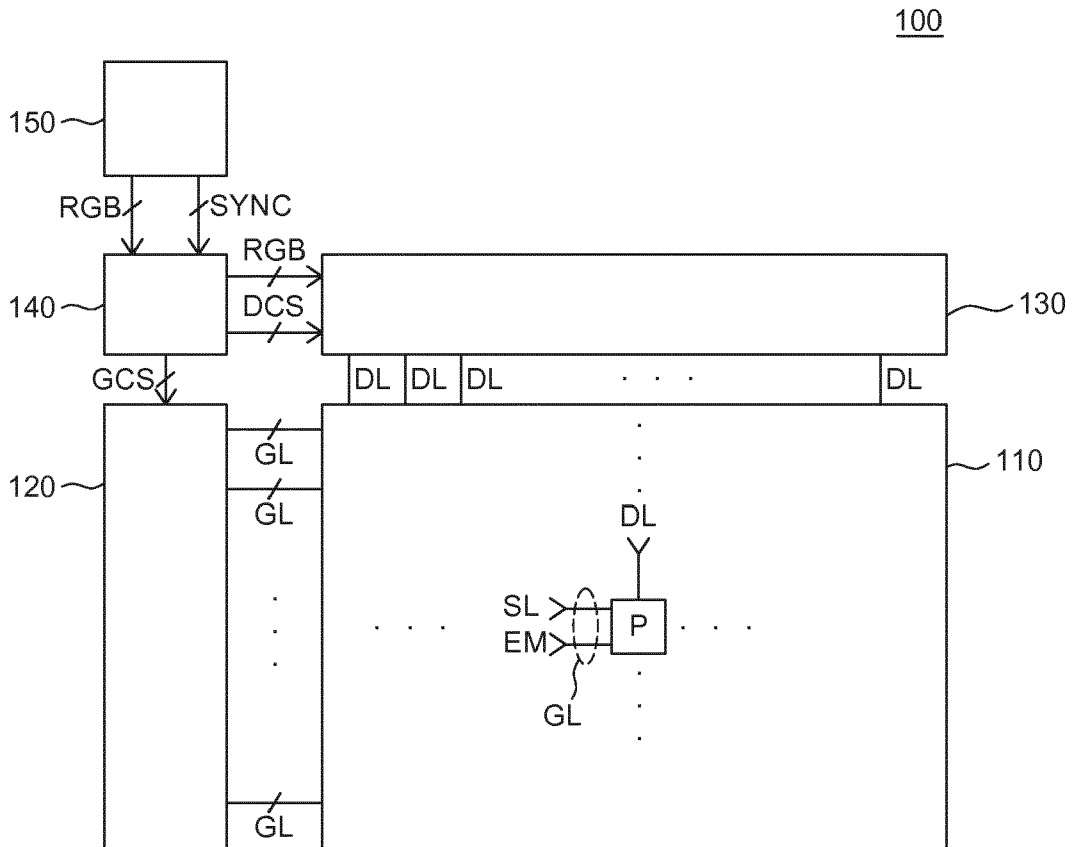 100
150
RGB
SYNC
RGB
140
DCS
130
GCS
DL
DL
DL
. . .
DL
GL
120
110
GL
DL
SL
P
EM
GL
GL